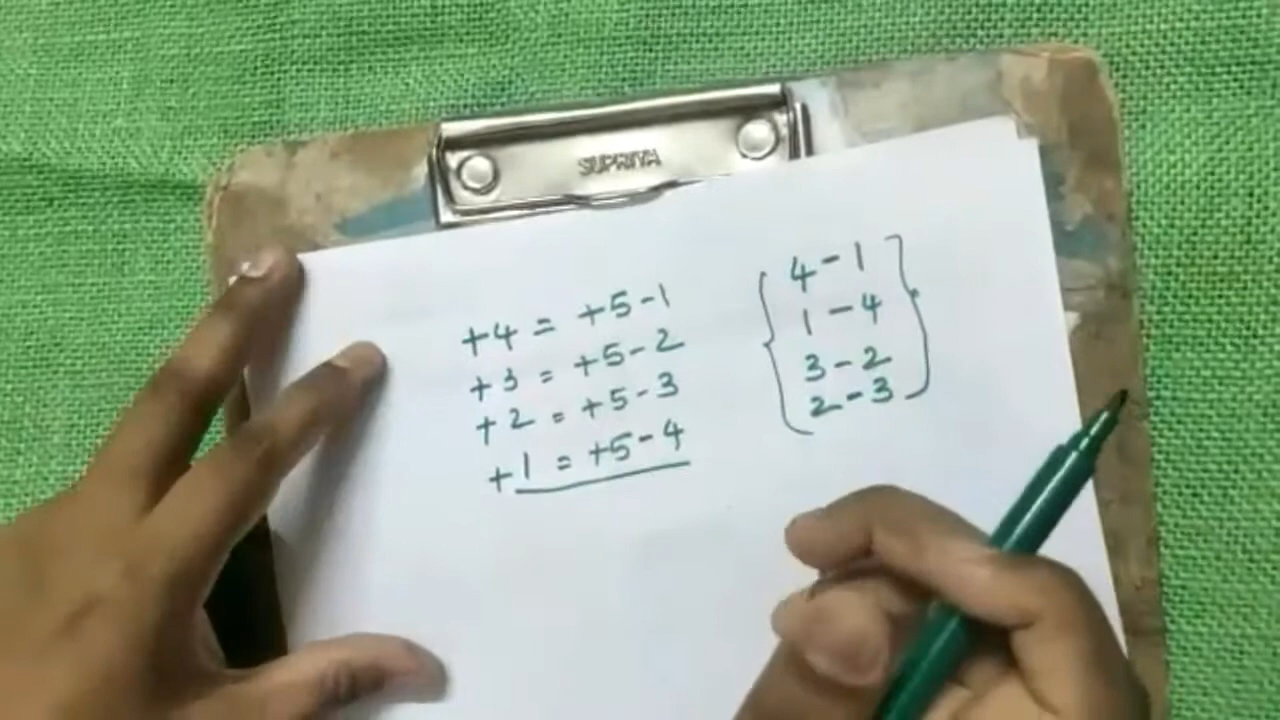 SUPRIYA
+4 = +5-1
+3 = +5-2
+2 = +5-3
+1 = +5-4
4-1
1-4
3-2
2-3